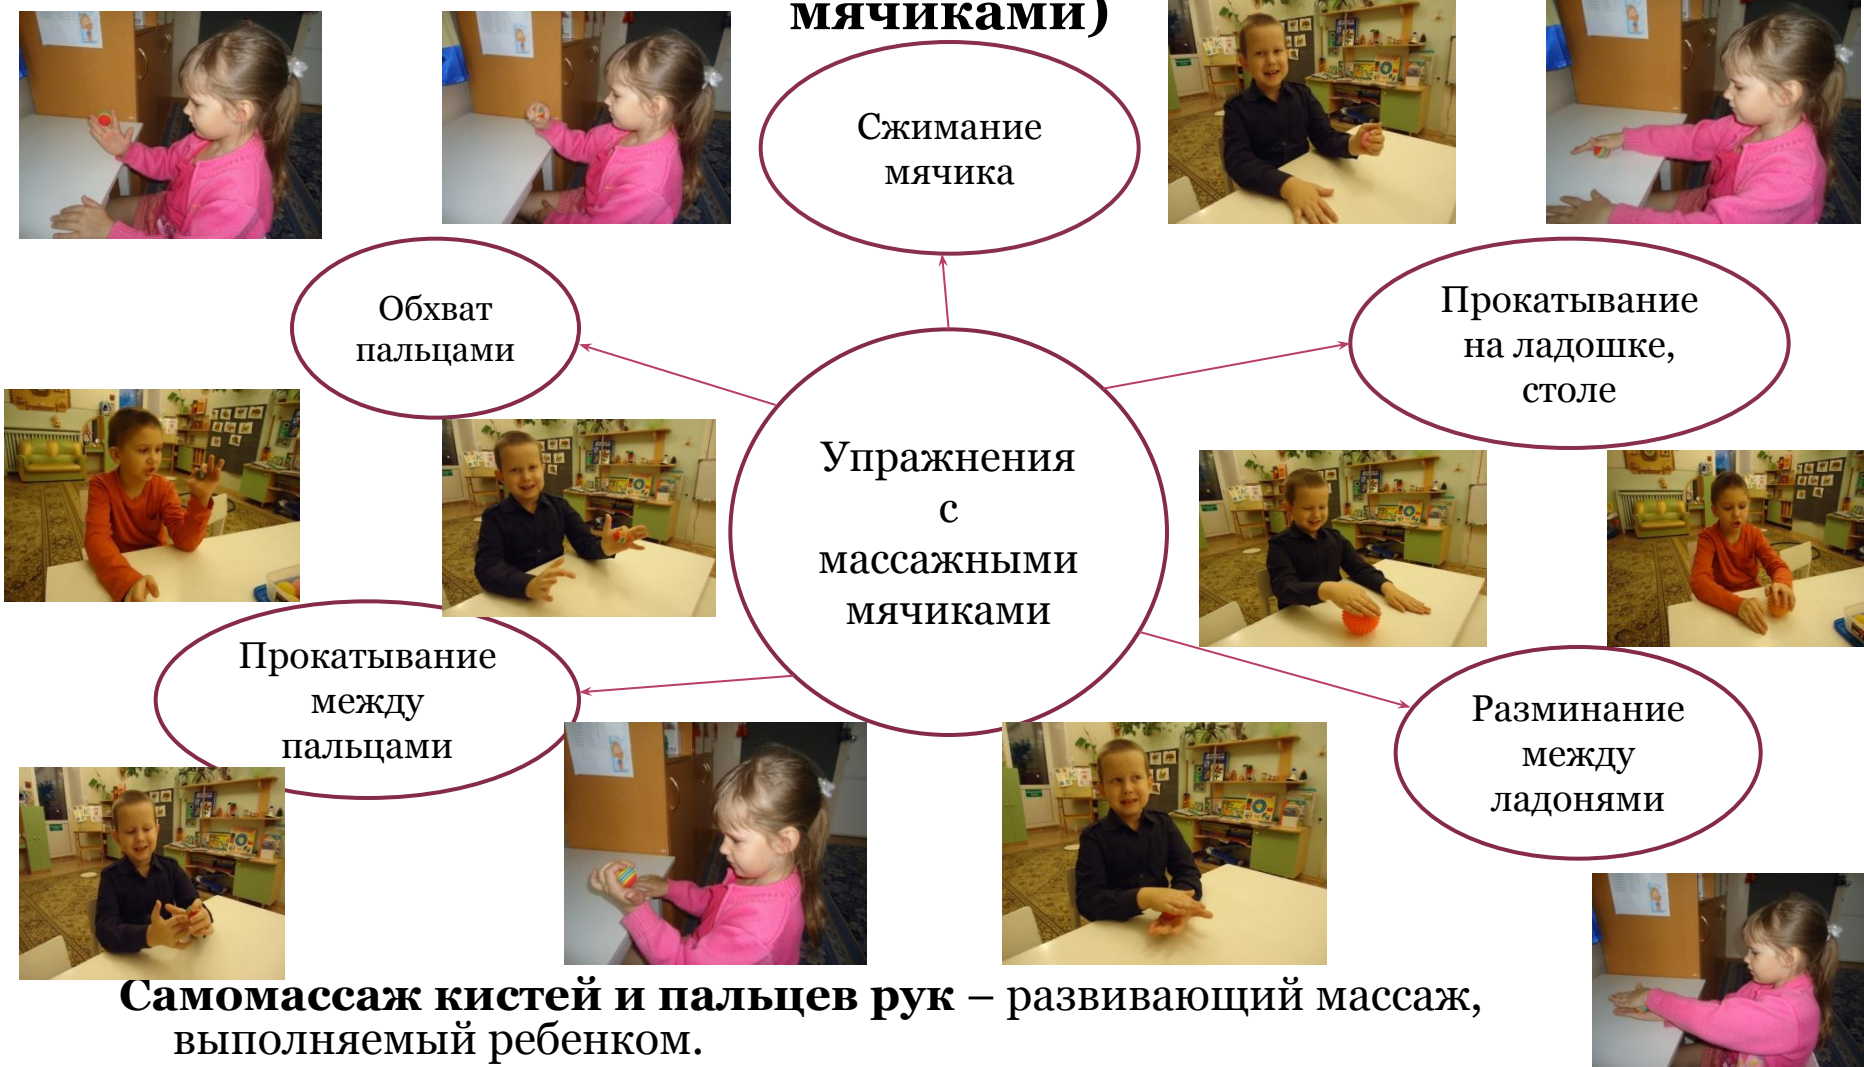 мячиками)
Сжимание
мячика
Обхват
пальцами
Прокатывание
на ладошке,
столе
Упражнения
с
массажными
мячиками
Прокатывание
между
пальцами
Разминание
между
ладонями
Самомассаж кистей и пальцев рук – развивающий массаж,
выполняемый ребенком.